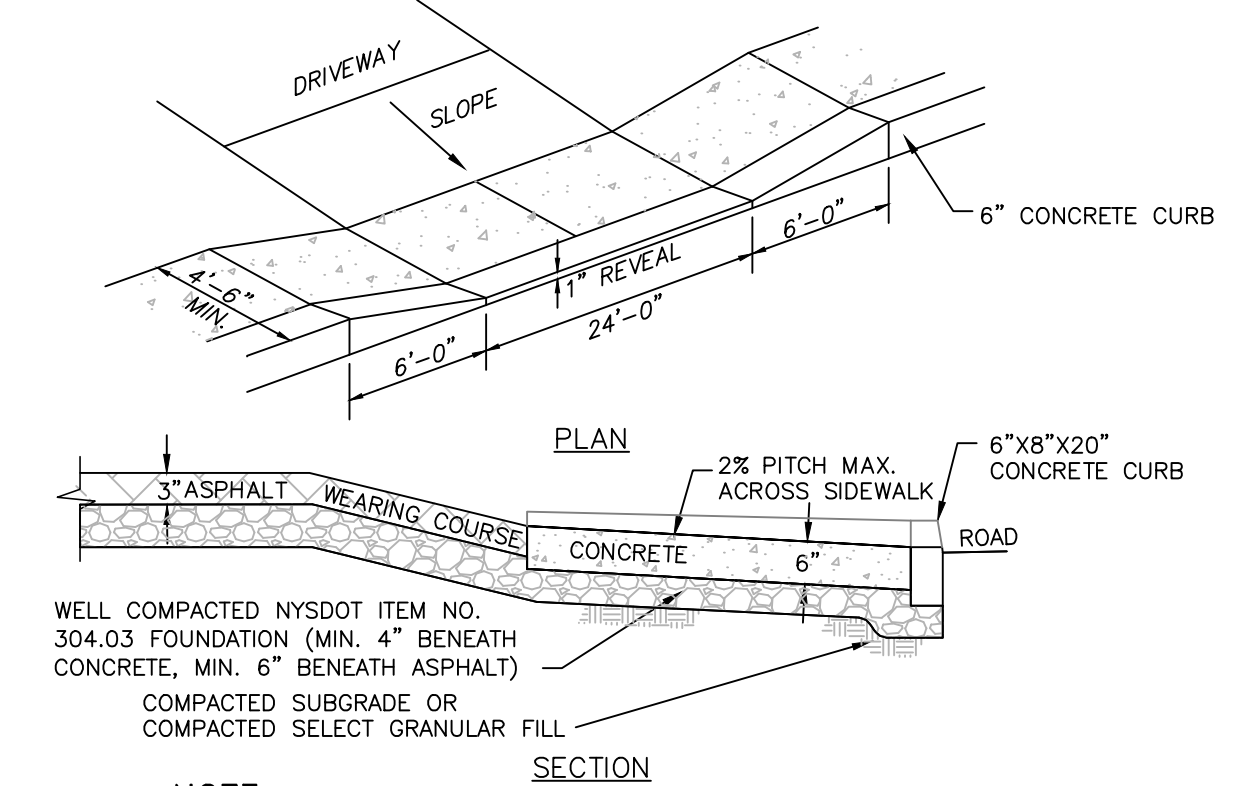 DRIVEWAY
SLOPE
6" CONCRETE CURB
6'-0"
1" REVEAL
24'-0"
4'-6"
MIN.
6'-0"
PLAN
6"X8"X20"
CONCRETE CURB
2% PITCH MAX.
ACROSS SIDEWALK
3" ASPHALT
WEARING COURSE
CONCRETE
6"
ROAD
WELL COMPACTED NYSDOT ITEM NO.
304.03 FOUNDATION (MIN. 4" BENEATH
CONCRETE, MIN. 6" BENEATH ASPHALT)
COMPACTED SUBGRADE OR
COMPACTED SELECT GRANULAR FILL
SECTION